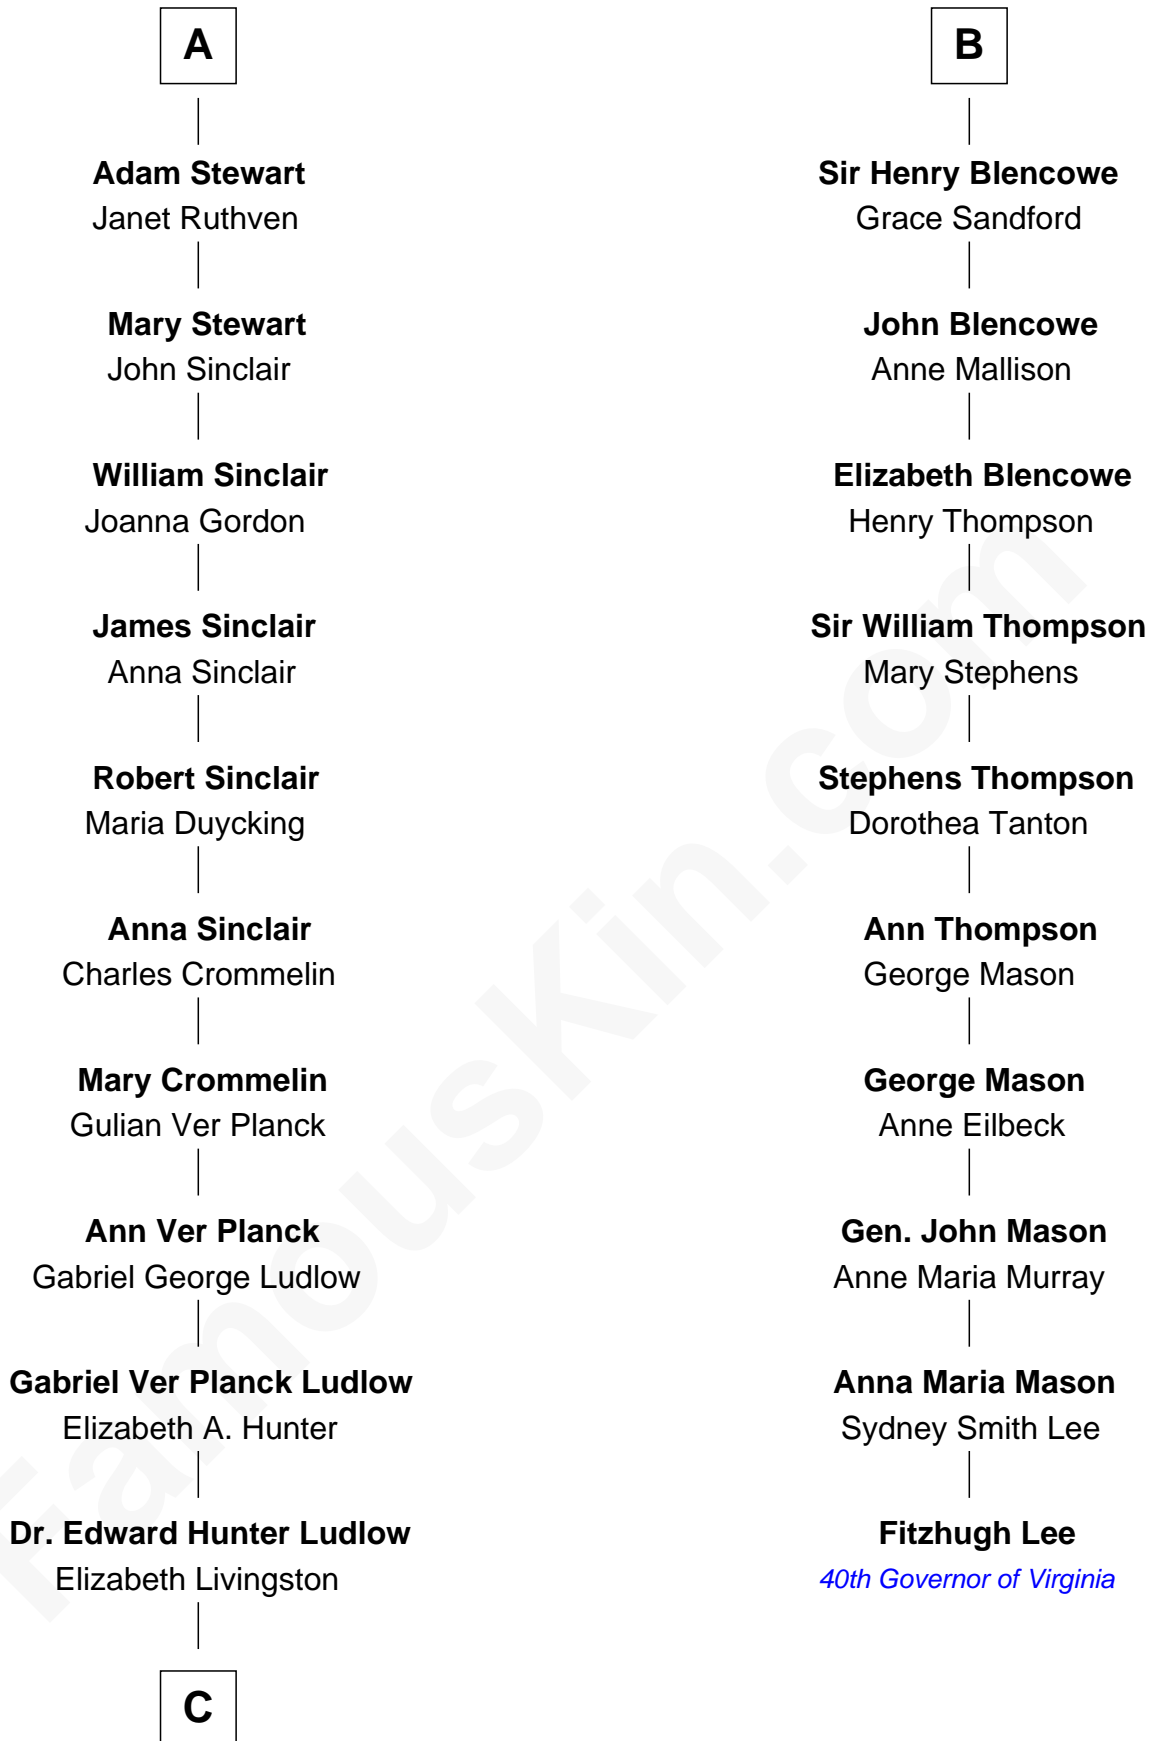 A
Adam Stewart
Janet Ruthven
Mary Stewart
John Sinclair
William Sinclair
Joanna Gordon
James Sinclair
Anna Sinclair
Robert Sinclair
Maria Duycking
Anna Sinclair
Charles Crommelin
Mary Crommelin
Gulian Ver Planck
Ann Ver Planck
Gabriel George Ludlow
Gabriel Ver Planck Ludlow
Elizabeth A. Hunter
Dr. Edward Hunter Ludlow
Elizabeth Livingston
C
B
Sir Henry Blencowe
Grace Sandford
John Blencowe
Anne Mallison
Elizabeth Blencowe
Henry Thompson
Sir William Thompson
Mary Stephens
Stephens Thompson
Dorothea Tanton
Ann Thompson
George Mason
George Mason
Anne Eilbeck
Gen. John Mason
Anne Maria Murray
Anna Maria Mason
Sydney Smith Lee
Fitzhugh Lee
40th Governor of Virginia
FamousKin.com